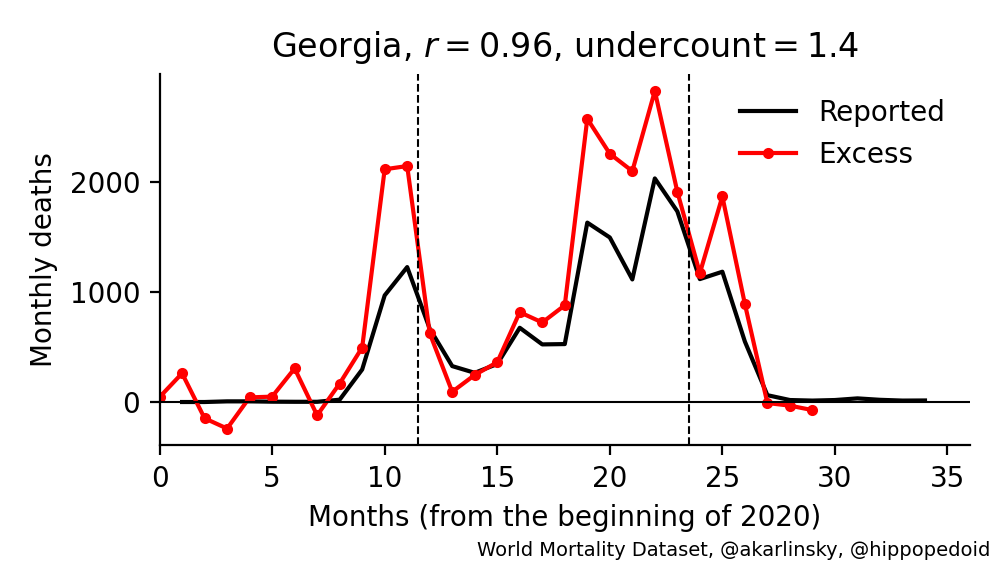 Georgia, r = 0.96, undercount = 1.4
Reported
Excess
Monthly deaths
2000
1000
0
0 5 10 15 20 25 30 35
Months (from the beginning of 2020)
World Mortality Dataset, @akarlinsky, @hippopedoid